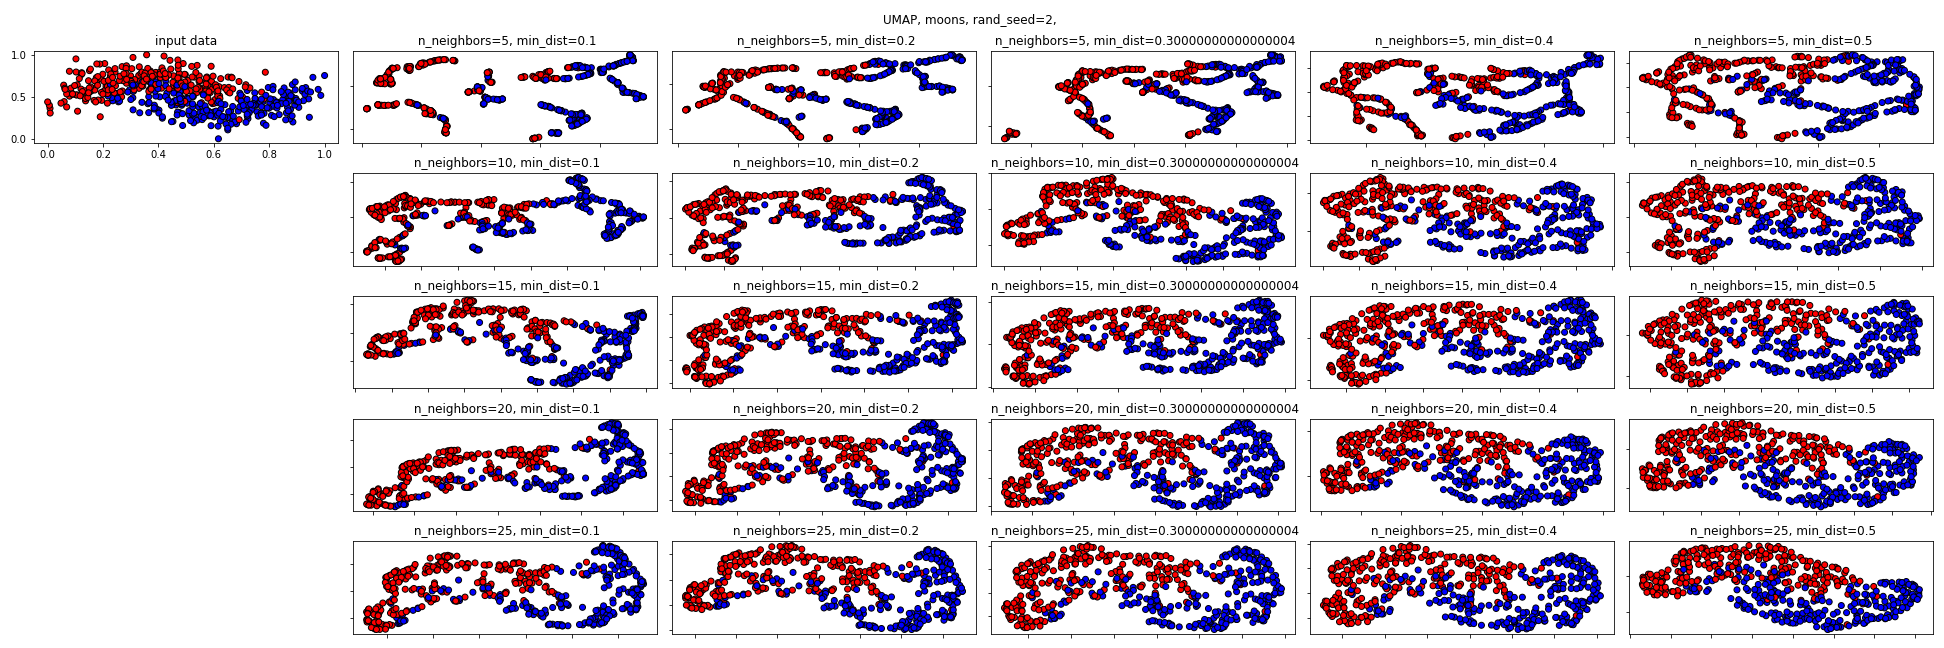 UMAP, moons, rand_seed=2,
input data
n_neighbors=5, min_dist=0.1
n_neighbors=5, min_dist=0.2
n_neighbors=5, min_dist=0.30000000000000004
n_neighbors=5, min_dist=0.4
n_neighbors=5, min_dist=0.5
1.0
0.5
0.0
0.0
0.2
0.4
0.6
0.8
1.0
n_neighbors=10, min_dist=0.1
n_neighbors=10, min_dist=0.2
n_neighbors=10, min_dist=0.30000000000000004
n_neighbors=10, min_dist=0.4
n_neighbors=10, min_dist=0.5
n_neighbors=15, min_dist=0.1
n_neighbors=15, min_dist=0.2
n_neighbors=15, min_dist=0.30000000000000004
n_neighbors=15, min_dist=0.4
n_neighbors=15, min_dist=0.5
n_neighbors=20, min_dist=0.1
n_neighbors=20, min_dist=0.2
n_neighbors=20, min_dist=0.30000000000000004
n_neighbors=20, min_dist=0.4
n_neighbors=20, min_dist=0.5
n_neighbors=25, min_dist=0.1
n_neighbors=25, min_dist=0.2
n_neighbors=25, min_dist=0.30000000000000004
n_neighbors=25, min_dist=0.4
n_neighbors=25, min_dist=0.5